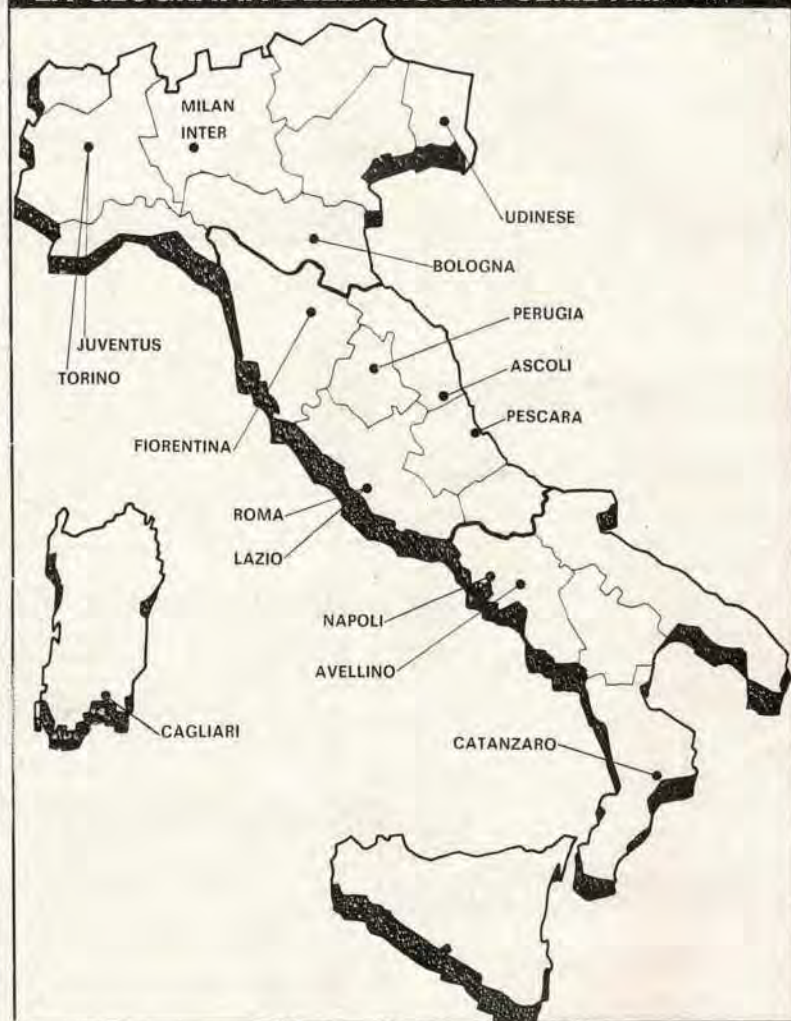 MILAN
INTER
UDINESE
BOLOGNA
PERUGIA
JUVENTUS
ASCOLI
TORINO
PESCARA
FIORENTINA
ROMA
LAZIO
NAPOLI
AVELLINO
CAGLIARI
CATANZARO